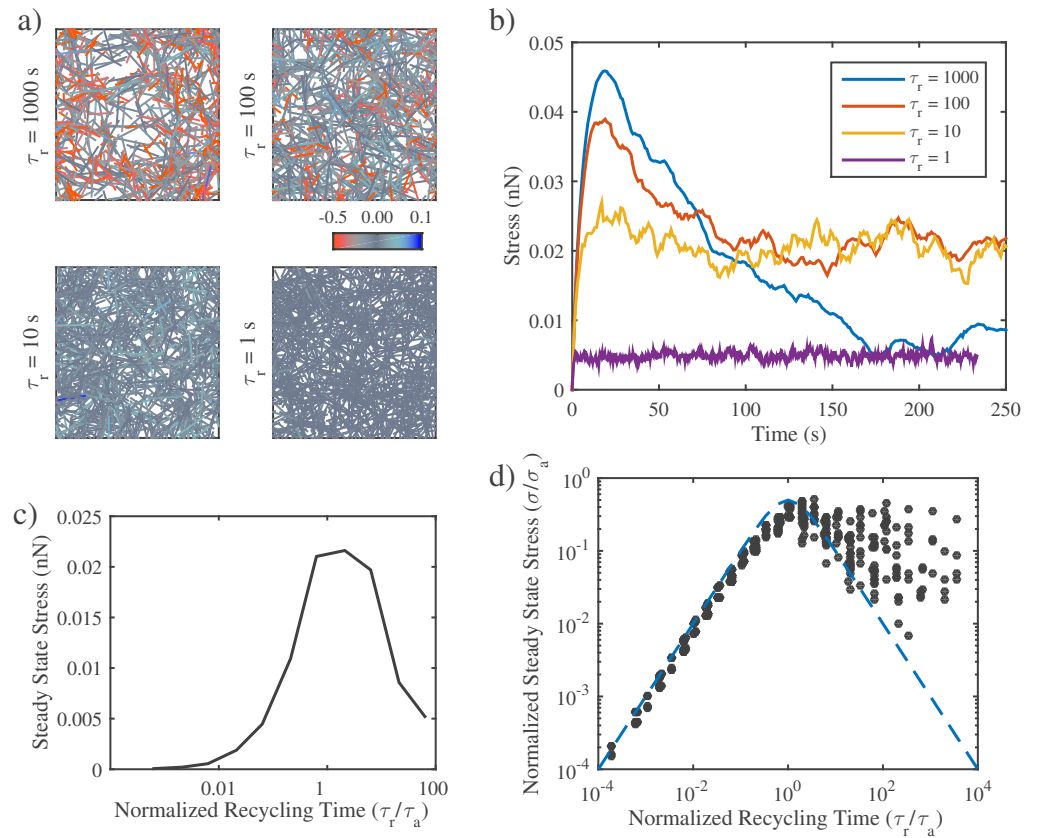 a)
τr = 1000 s
τr = 100 s
-0.5 0.00 0.1
τr = 10 s
τr = 1 s
b)
Stress (nN)
0.05
0.04
0.03
0.02
0.01
0
0 50 100 150 200 250
Time (s)
τr = 1000
τr = 100
τr = 10
τr = 1
c)
Steady State Stress (nN)
0.025
0.02
0.015
0.01
0.005
0
0.01 1 100
Normalized Recycling Time (τr/τa)
d)
Normalized Steady State Stress (σ/σa)
10^0
10^-1
10^-2
10^-3
10^-4
10^-4 10^-2 10^0 10^2 10^4
Normalized Recycling Time (τr/τa)